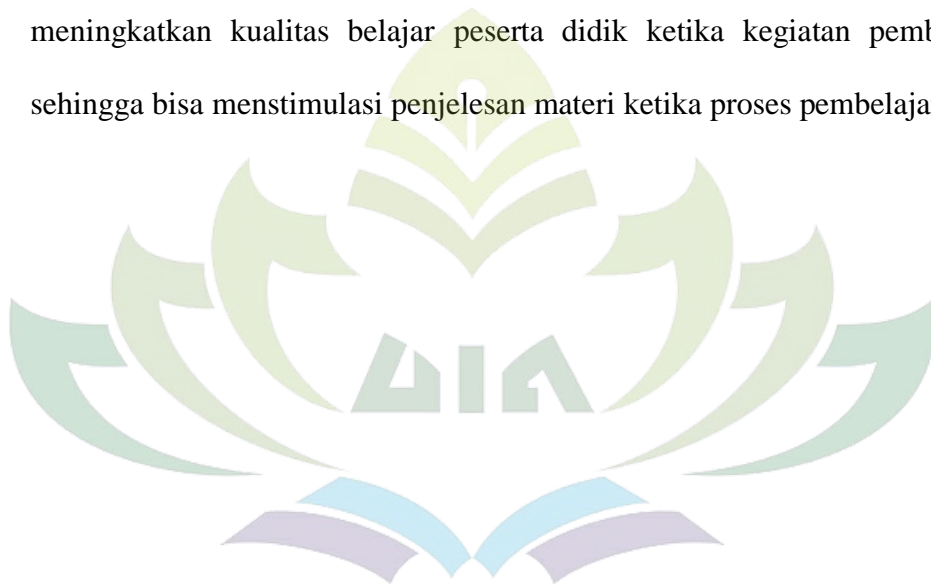 meningkatkan kualitas belajar peserta didik ketika kegiatan pemb
sehingga bisa menstimulasi penjelesan materi ketika proses pembelaja